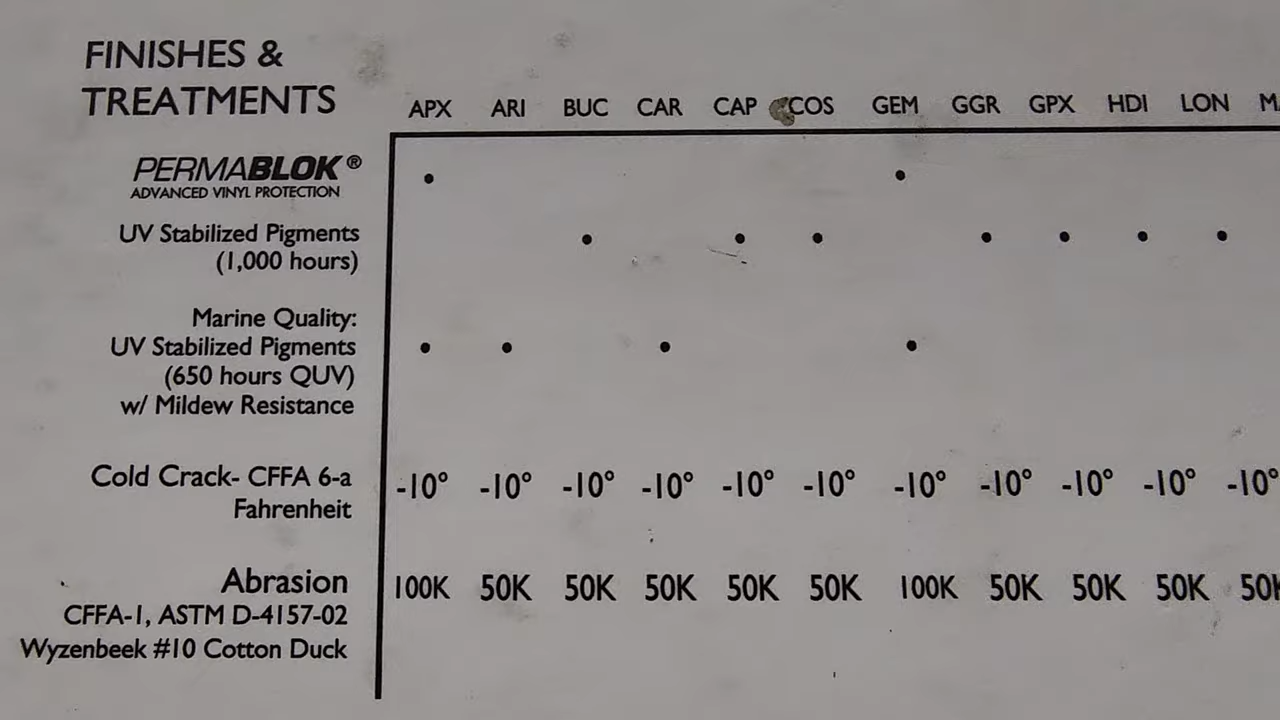 FINISHES &
TREATMENTS
APX ARI BUC CAR CAP COS GEM GGR GPX HDI LON
PERMABLOK®
ADVANCED VINYL PROTECTION
• •
UV Stabilized Pigments
(1,000 hours)
• • • • • • •
Marine Quality:
UV Stabilized Pigments
(650 hours QUV)
w/ Mildew Resistance
• • • •
Cold Crack- CFFA 6-a
Fahrenheit
-10° -10° -10° -10° -10° -10° -10° -10° -10° -10° -10°
Abrasion
100K 50K 50K 50K 50K 50K 100K 50K 50K 50K 50K
CFFA-1, ASTM D-4157-02
Wyzenbeek #10 Cotton Duck